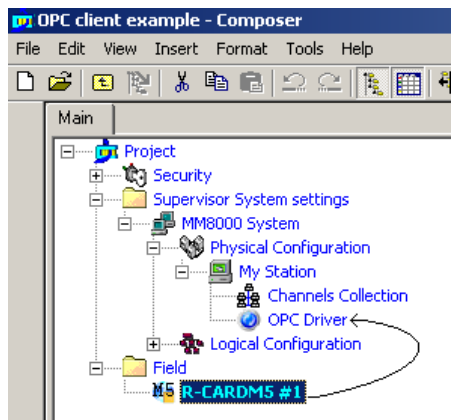 OPC client example - Composer
File Edit View Insert Format Tools Help
Main
Project
Security
Supervisor System settings
MM8000 System
Physical Configuration
My Station
Channels Collection
OPC Driver
Logical Configuration
Field
M5 R-CARDM5 #1